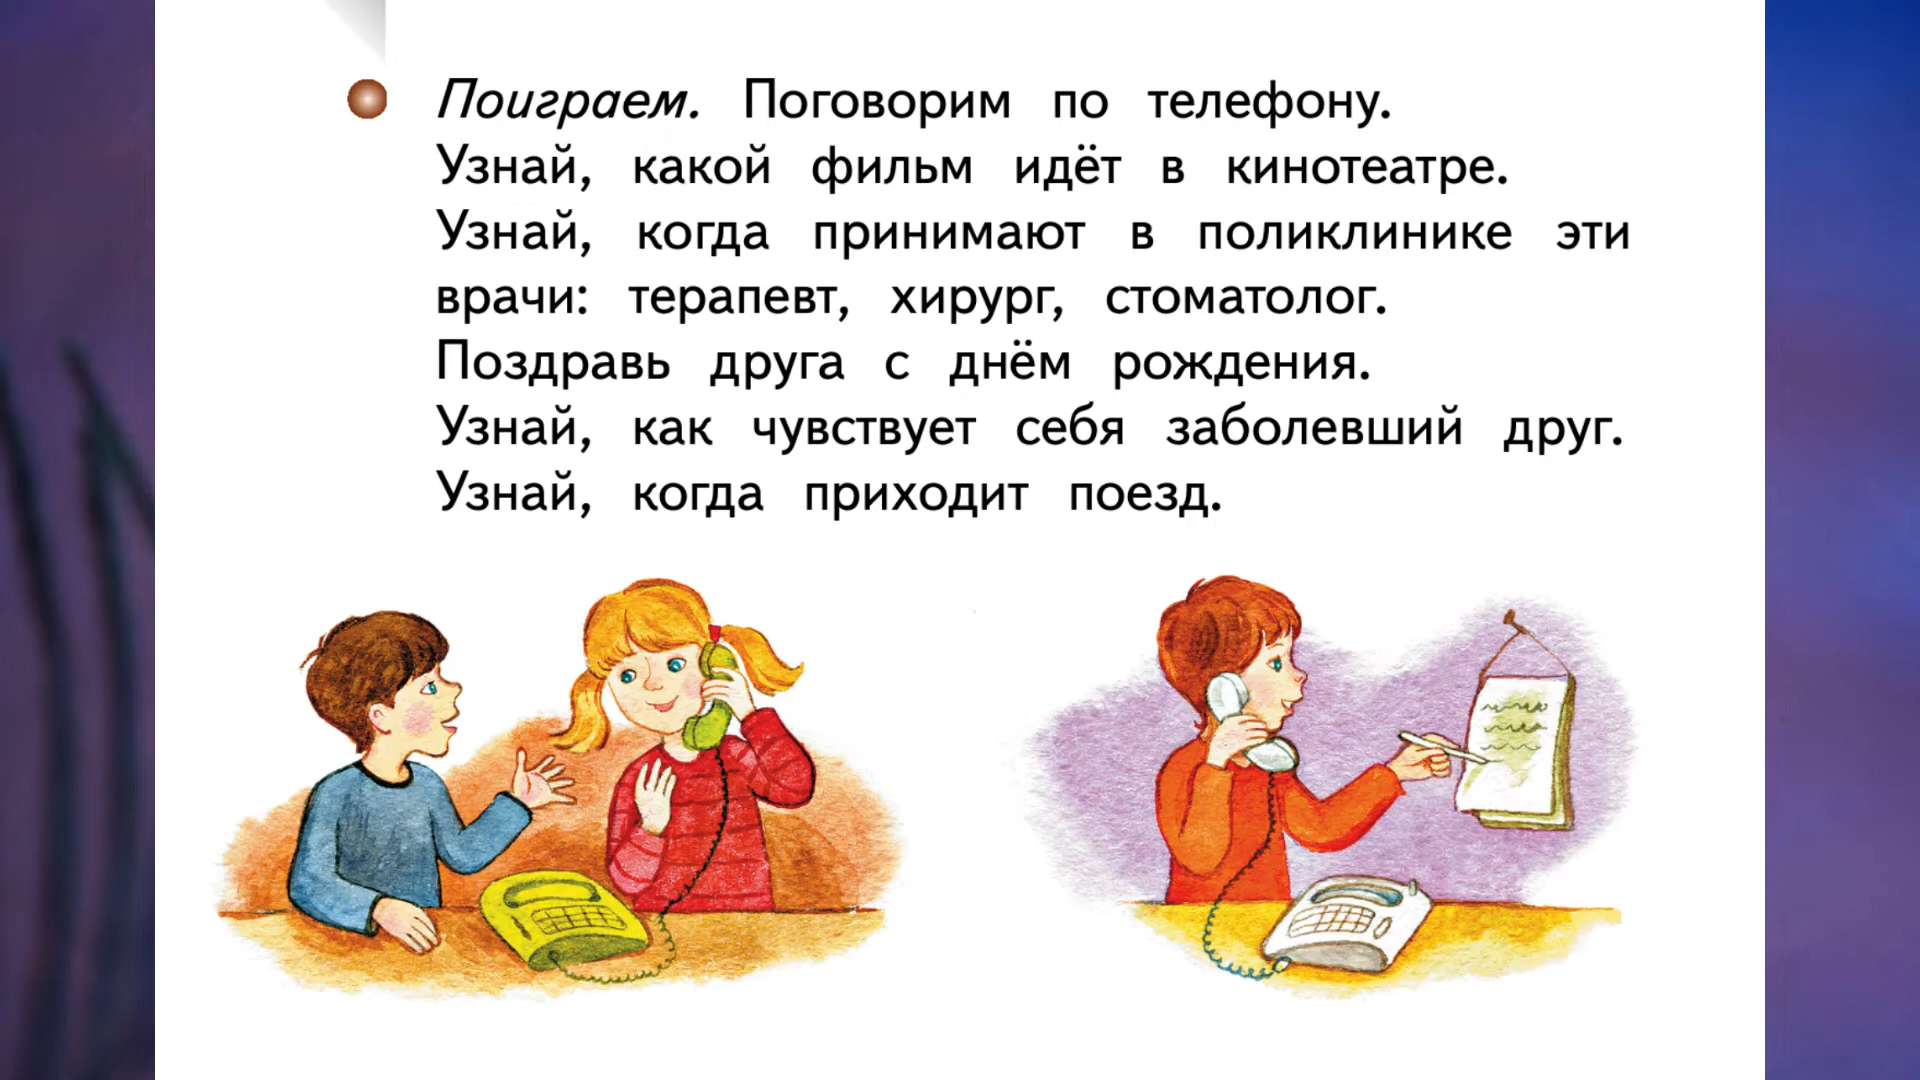 Поиграем. Поговорим по телефону.
Узнай, какой фильм идёт в кинотеатре.
Узнай, когда принимают в поликлинике эти
врачи: терапевт, хирург, стоматолог.
Поздравь друга с днём рождения.
Узнай, как чувствует себя заболевший друг.
Узнай, когда приходит поезд.